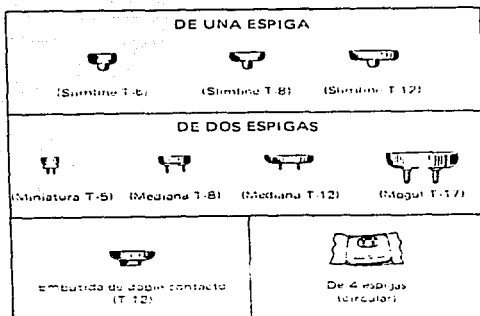 DE UNA ESPIGA
(Slimline T-6) (Slimline T-8) (Slimline T-12)
DE DOS ESPIGAS
(Miniatura T-5) (Mediana T-8) (Mediana T-12) (Mogul T-17)
Embutida de doble contacto
(T-12)
De 4 espigas
(circular)